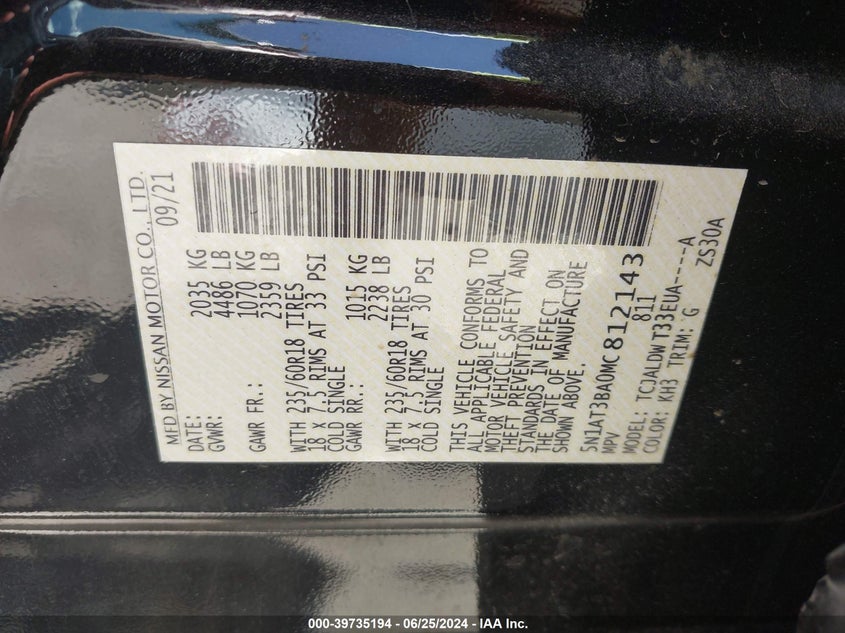 MFD BY NISSAN MOTOR CO., LTD.
DATE: 09/21
GVWR: 2035 KG
4486 LB
GAWR FR.: 1070 KG
2359 LB
WITH 235/60R18 TIRES
18 x 7.5 RIMS AT 33 PSI
COLD SINGLE
GAWR RR.: 1015 KG
2238 LB
WITH 235/60R18 TIRES
18 x 7.5 RIMS AT 30 PSI
COLD SINGLE
THIS VEHICLE CONFORMS TO
ALL APPLICABLE FEDERAL
MOTOR VEHICLE SAFETY AND
THEFT PREVENTION
STANDARDS IN EFFECT ON
THE DATE OF MANUFACTURE
SHOWN ABOVE.
5N1AT3BA0MC812143
MPV 811
MODEL: TCJALDWT33EUA----A
COLOR: KH3 TRIM: G ZS30A
000-39735194 - 06/25/2024 - IAA Inc.